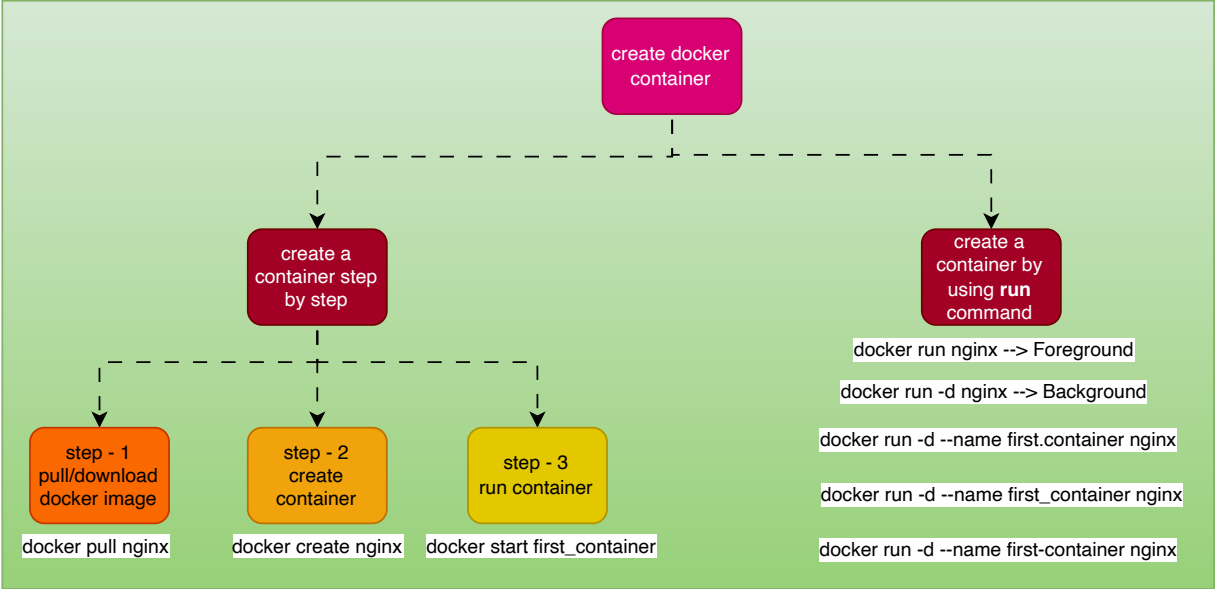 create docker
container
create a
container step
by step
create a
container by
using run
command
docker run nginx --> Foreground
docker run -d nginx --> Background
docker run -d --name first.container nginx
docker run -d --name first_container nginx
docker run -d --name first-container nginx
step - 1
pull/download
docker image
docker pull nginx
step - 2
create
container
docker create nginx
step - 3
run container
docker start first_container